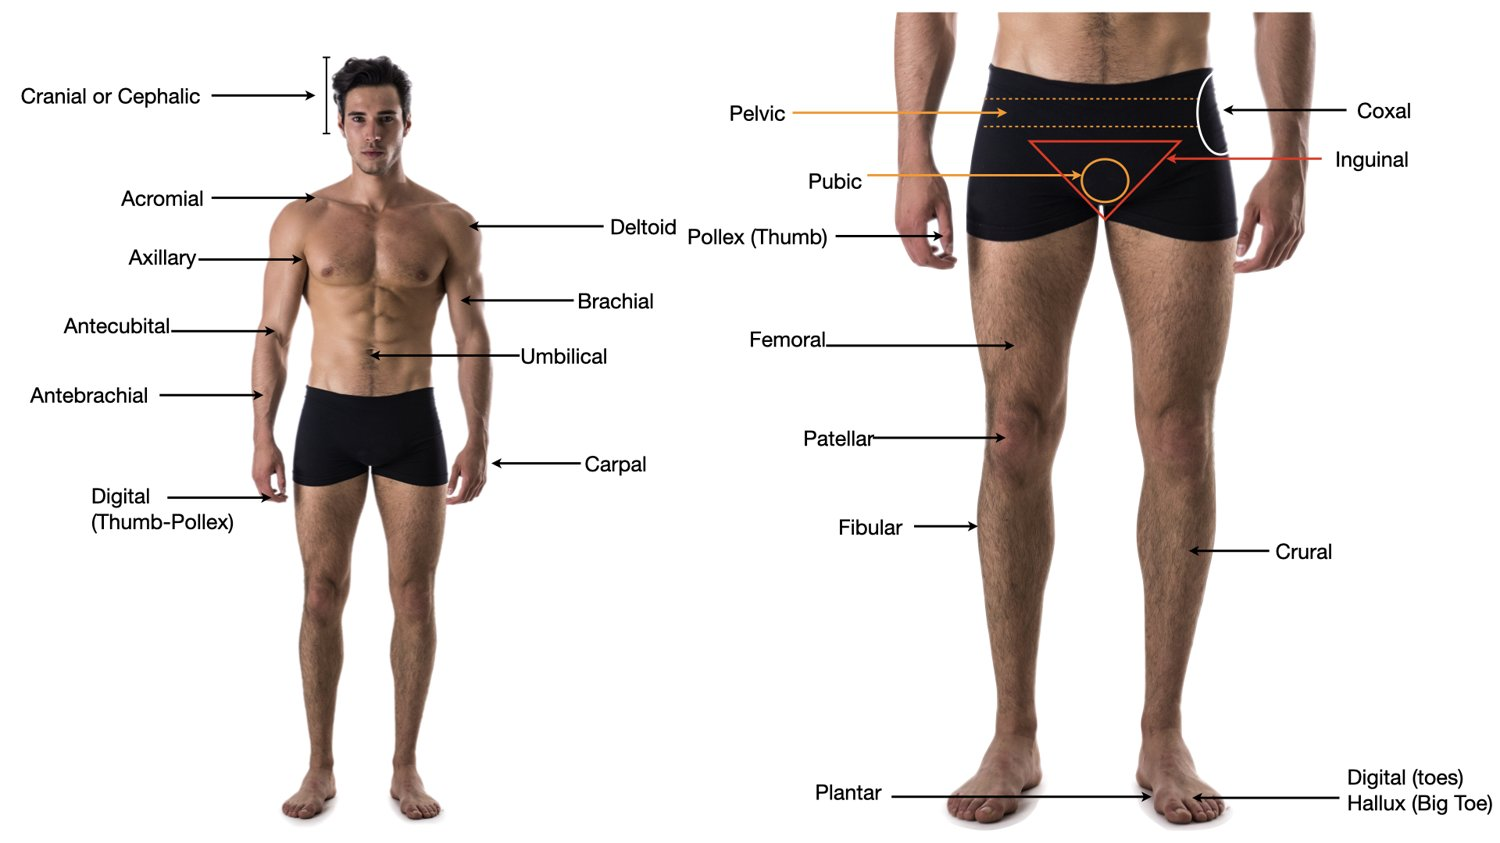 Cranial or Cephalic
Acromial
Deltoid
Axillary
Brachial
Antecubital
Umbilical
Antebrachial
Carpal
Digital
(Thumb-Pollex)
Pelvic
Coxal
Inguinal
Pubic
Pollex (Thumb)
Femoral
Patellar
Fibular
Crural
Plantar
Digital (toes)
Hallux (Big Toe)